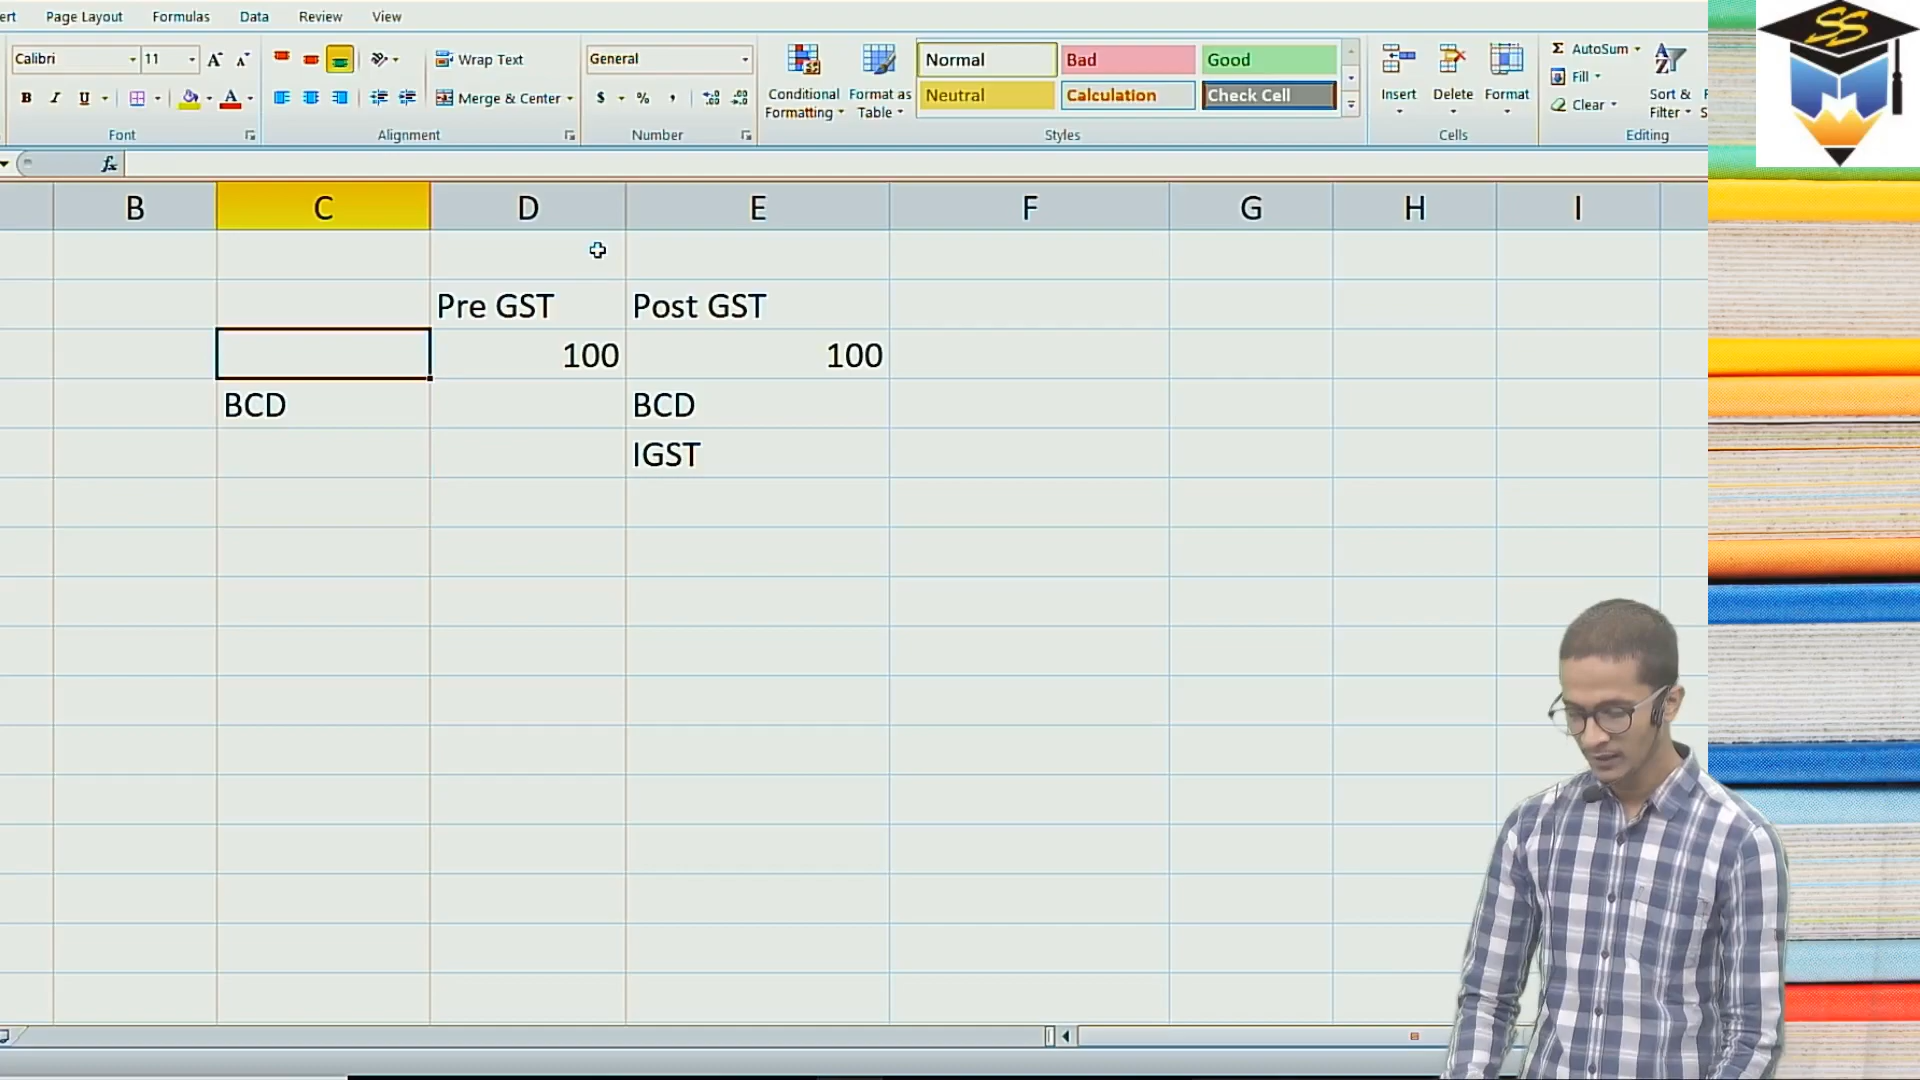 ert Page Layout Formulas Data Review View
Calibri 11 A A Wrap Text General Normal Bad Good Σ AutoSum
B I U A Merge & Center $ % , Conditional Formatting Format as Table Neutral Calculation Check Cell Insert Delete Format Fill Clear Sort & Filter
Font Alignment Number Styles Cells Editing
fx
B C D E F G H I
Pre GST Post GST
100 100
BCD BCD
IGST
SS